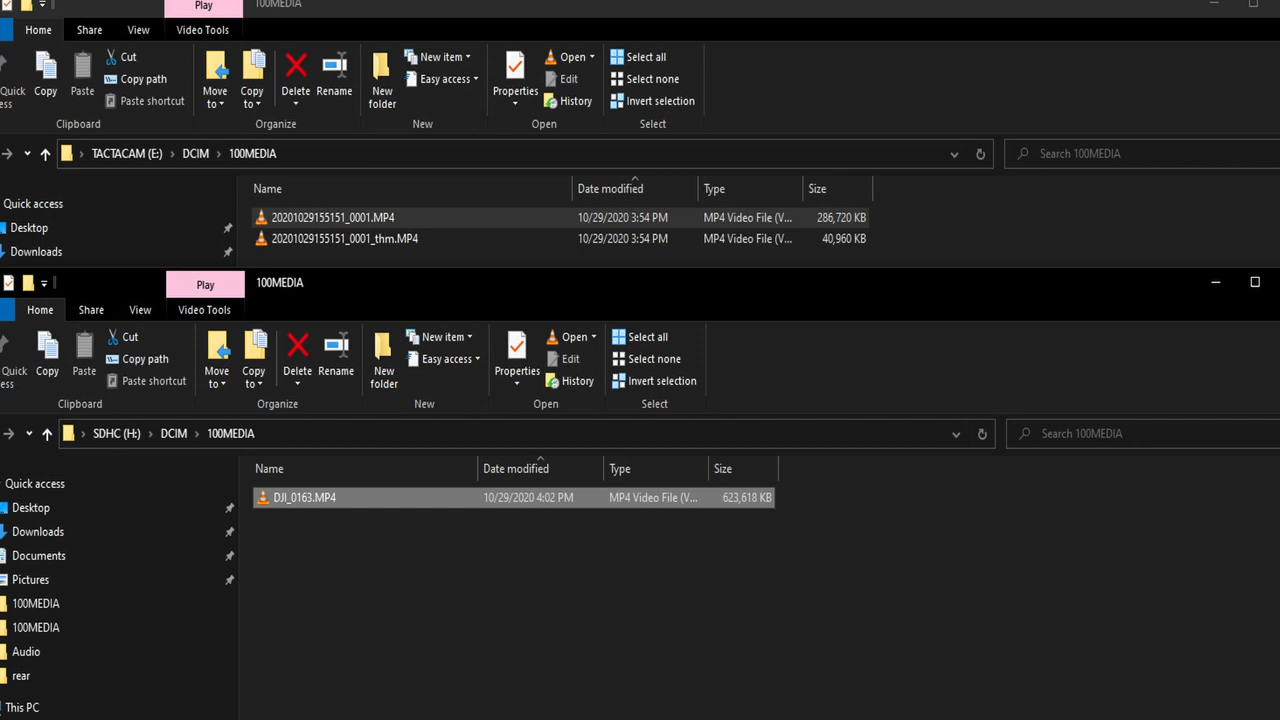 Play 100MEDIA
Home Share View Video Tools
Cut New item Open Select all
Copy path Easy access Edit Select none
Quick Copy Paste Move Copy Delete Rename New Properties
ess to to folder
Paste shortcut History Invert selection
Clipboard Organize New Open Select
TACTACAM (E:) DCIM 100MEDIA Search 100MEDIA
Name Date modified Type Size
Quick access
20201029155151_0001.MP4 10/29/2020 3:54 PM MP4 Video File (V... 286,720 KB
Desktop
20201029155151_0001_thm.MP4 10/29/2020 3:54 PM MP4 Video File (V... 40,960 KB
Downloads
Play 100MEDIA
Home Share View Video Tools
Cut New item Open Select all
Copy path Easy access Edit Select none
Quick Copy Paste Move Copy Delete Rename New Properties
ess to to folder
Paste shortcut History Invert selection
Clipboard Organize New Open Select
SDHC (H:) DCIM 100MEDIA Search 100MEDIA
Name Date modified Type Size
Quick access
DJI_0163.MP4 10/29/2020 4:02 PM MP4 Video File (V... 623,618 KB
Desktop
Downloads
Documents
Pictures
100MEDIA
100MEDIA
Audio
rear
This PC